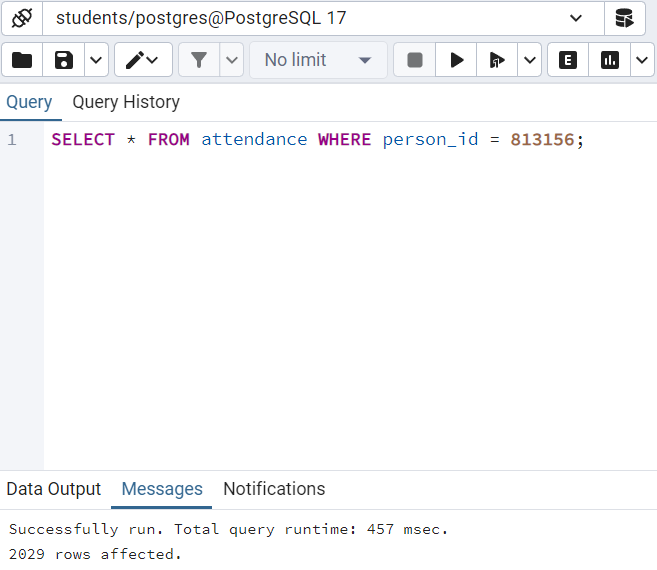 students/postgres@PostgreSQL 17
No limit
E
Query Query History
1 SELECT * FROM attendance WHERE person_id = 813156;
Data Output Messages Notifications
Successfully run. Total query runtime: 457 msec.
2029 rows affected.